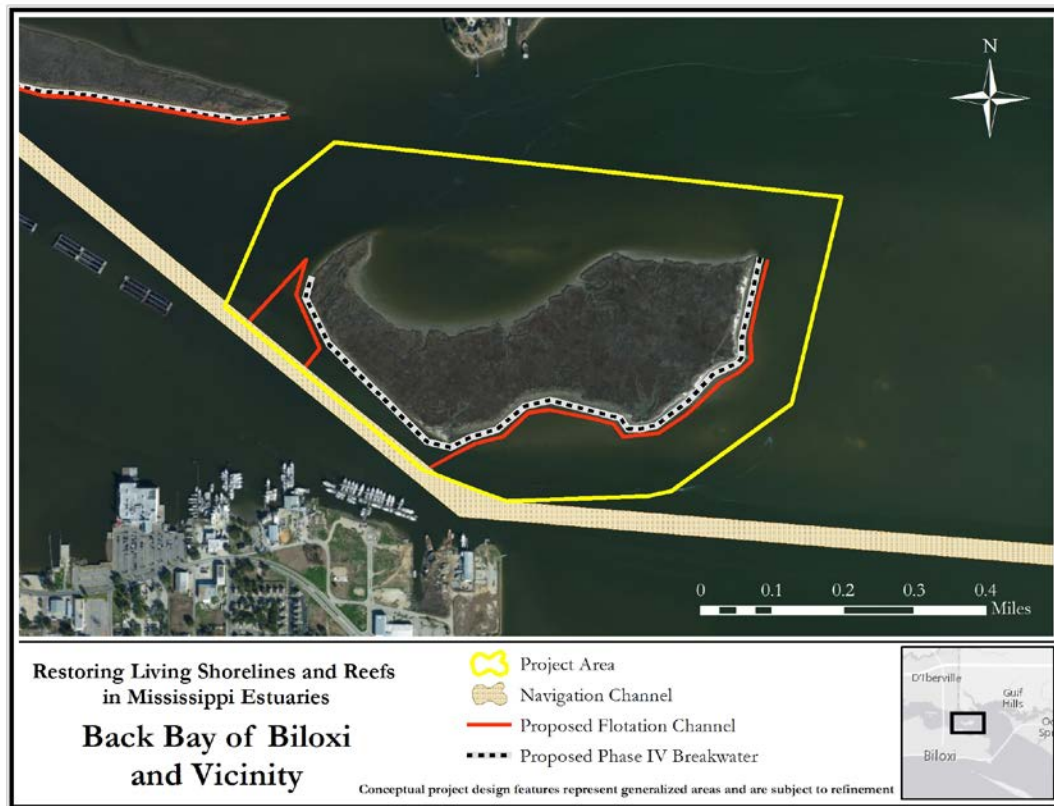 N
0 0.1 0.2 0.3 0.4
Miles
Restoring Living Shorelines and Reefs
in Mississippi Estuaries
Back Bay of Biloxi
and Vicinity
Project Area
Navigation Channel
Proposed Flotation Channel
Proposed Phase IV Breakwater
Conceptual project design features represent generalized areas and are subject to refinement
D'Iberville
Gulf
Hills
Biloxi